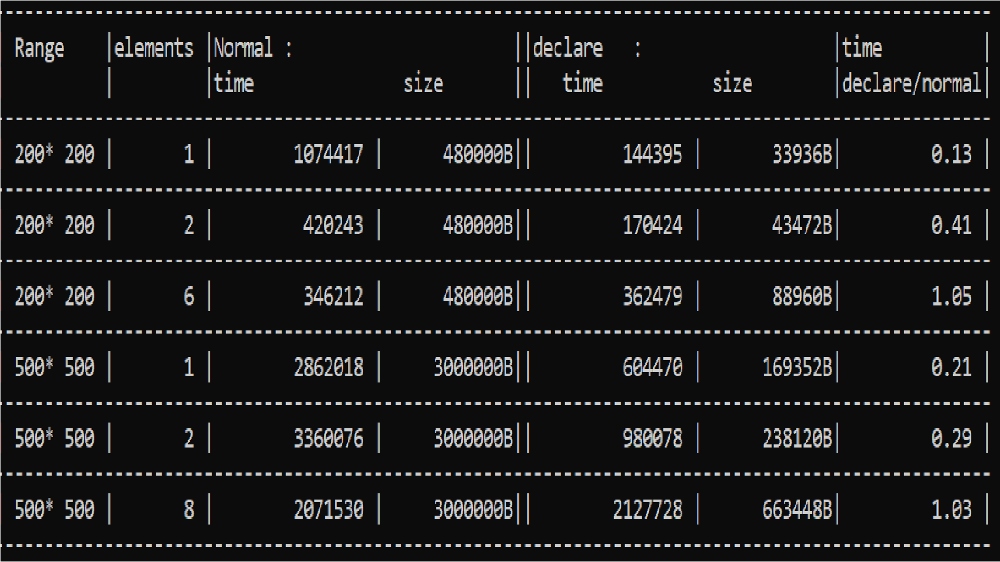 --------------------------------------------------------------------------------
Range |elements |Normal : ||declare : |time |
| |time size || time size |declare/normal|
--------------------------------------------------------------------------------
200* 200 | 1 | 1074417 | 480000B|| 144395 | 33936B| 0.13 |
--------------------------------------------------------------------------------
200* 200 | 2 | 420243 | 480000B|| 170424 | 43472B| 0.41 |
--------------------------------------------------------------------------------
200* 200 | 6 | 346212 | 480000B|| 362479 | 88960B| 1.05 |
--------------------------------------------------------------------------------
500* 500 | 1 | 2862018 | 3000000B|| 604470 | 169352B| 0.21 |
--------------------------------------------------------------------------------
500* 500 | 2 | 3360076 | 3000000B|| 980078 | 238120B| 0.29 |
--------------------------------------------------------------------------------
500* 500 | 8 | 2071530 | 3000000B|| 2127728 | 663448B| 1.03 |
--------------------------------------------------------------------------------